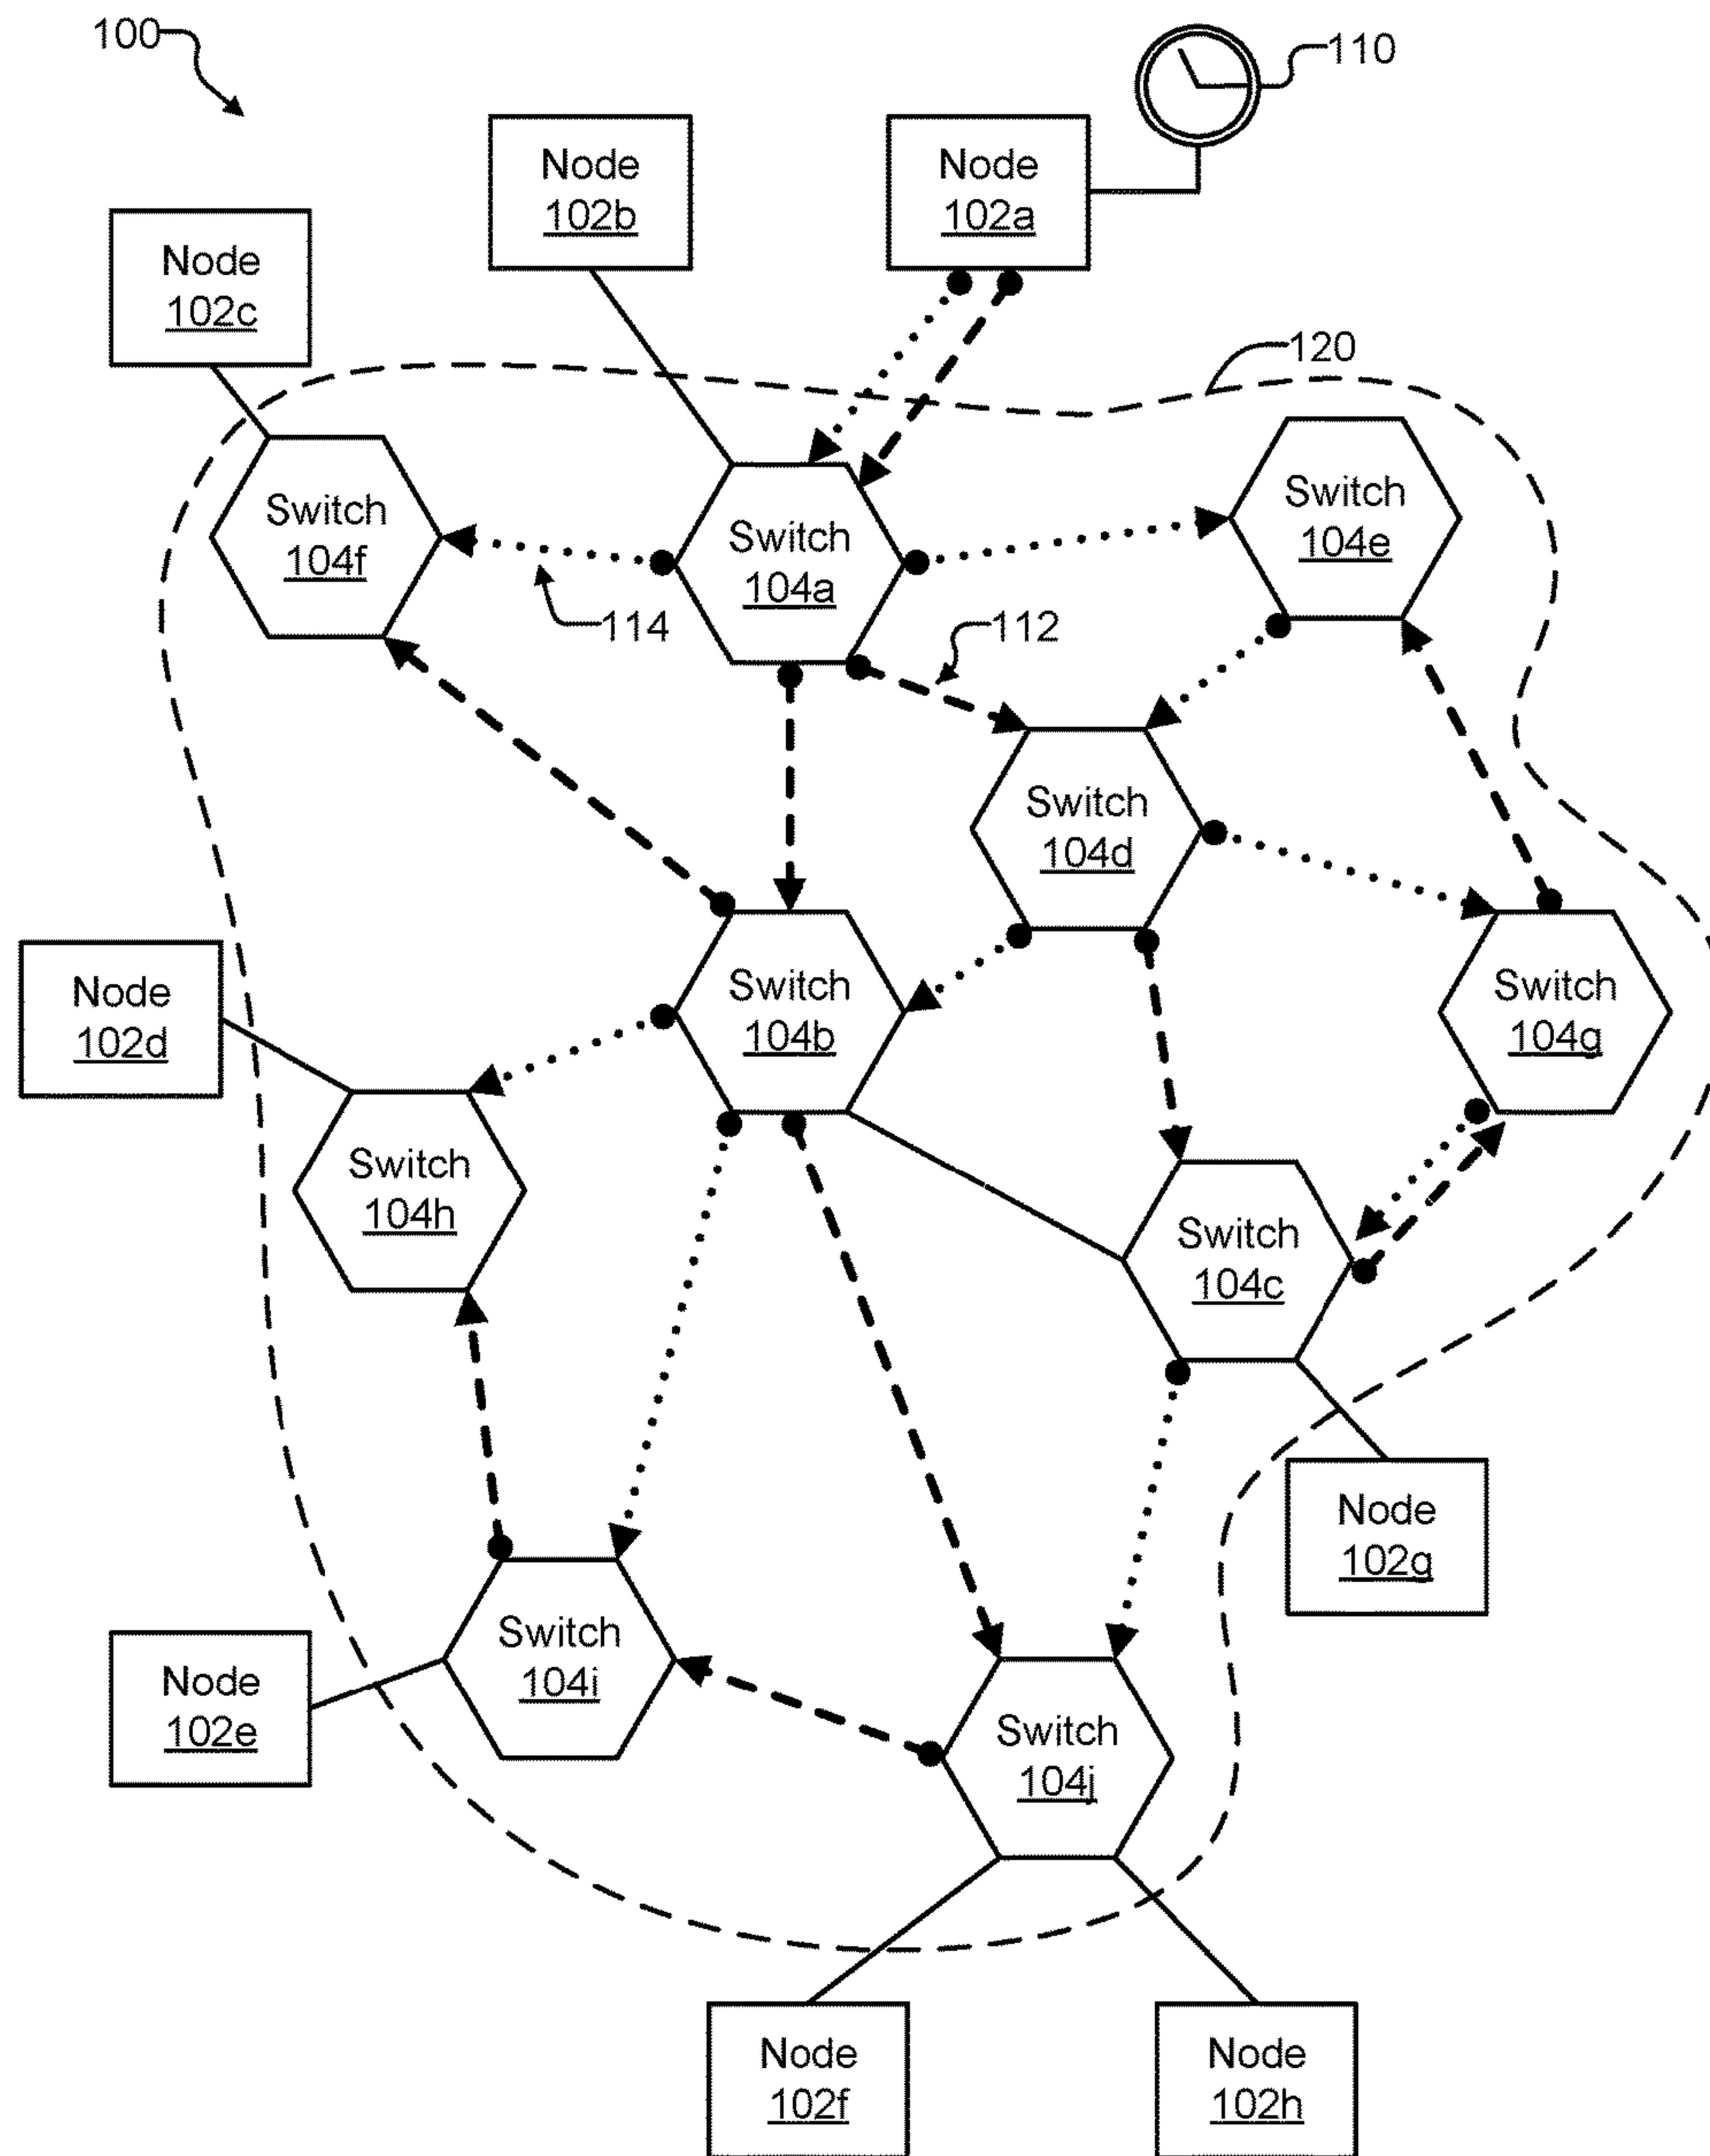 100
110
Node
102a
Node
102b
Node
102c
120
Switch
104e
Switch
104f
Switch
104a
114
112
Switch
104d
Switch
104b
Switch
104g
Node
102d
Switch
104h
Switch
104c
Node
102g
Switch
104i
Node
102e
Switch
104j
Node
102f
Node
102h